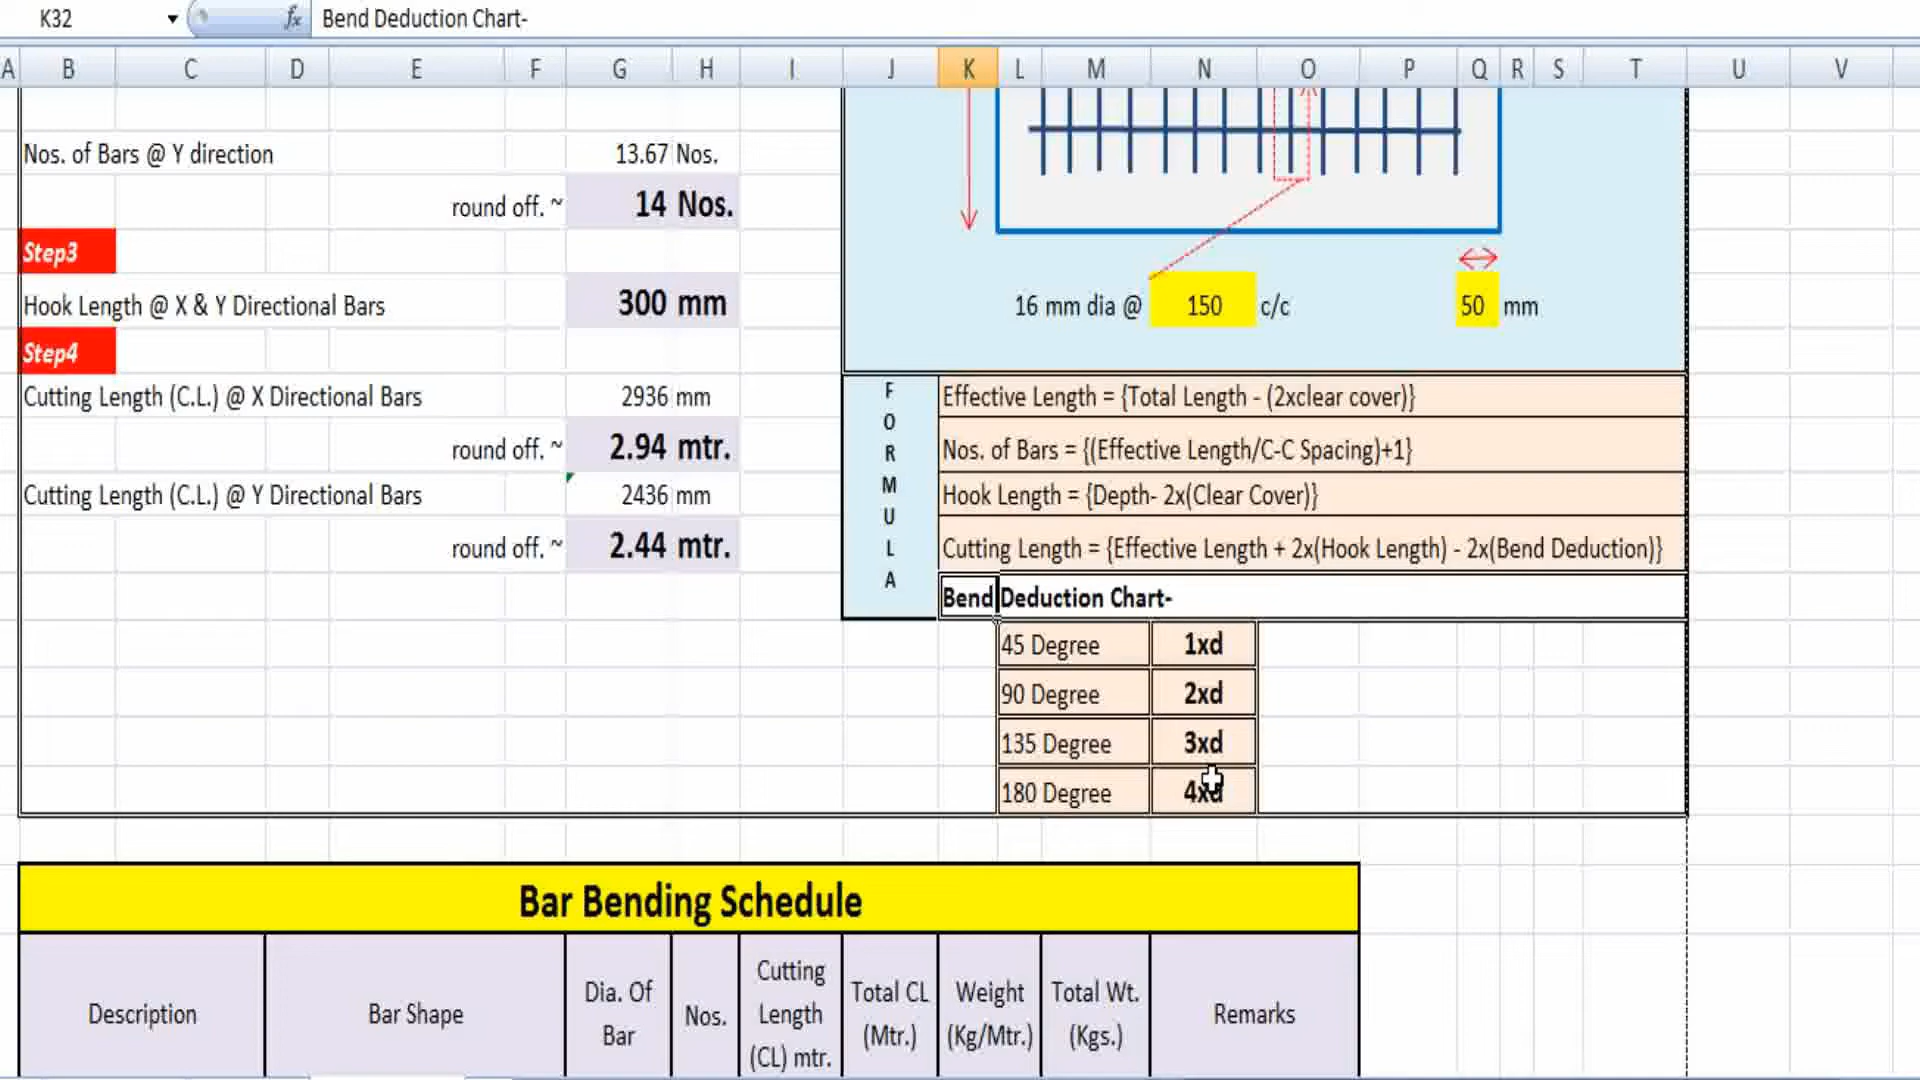 K32 fx Bend Deduction Chart-
A B C D E F G H I J K L M N O P Q R S T U V
Nos. of Bars @ Y direction 13.67 Nos.
round off. ~ 14 Nos.
Step3
Hook Length @ X & Y Directional Bars 300 mm
16 mm dia @ 150 c/c 50 mm
Step4
Cutting Length (C.L.) @ X Directional Bars 2936 mm
round off. ~ 2.94 mtr.
Cutting Length (C.L.) @ Y Directional Bars 2436 mm
round off. ~ 2.44 mtr.
FORMULA
Effective Length = {Total Length - (2xclear cover)}
Nos. of Bars = {(Effective Length/C-C Spacing)+1}
Hook Length = {Depth- 2x(Clear Cover)}
Cutting Length = {Effective Length + 2x(Hook Length) - 2x(Bend Deduction)}
Bend Deduction Chart-
45 Degree 1xd
90 Degree 2xd
135 Degree 3xd
180 Degree 4xd
Bar Bending Schedule
Description
Bar Shape
Dia. Of
Bar
Nos.
Cutting
Length
(CL) mtr.
Total CL
(Mtr.)
Weight
(Kg/Mtr.)
Total Wt.
(Kgs.)
Remarks